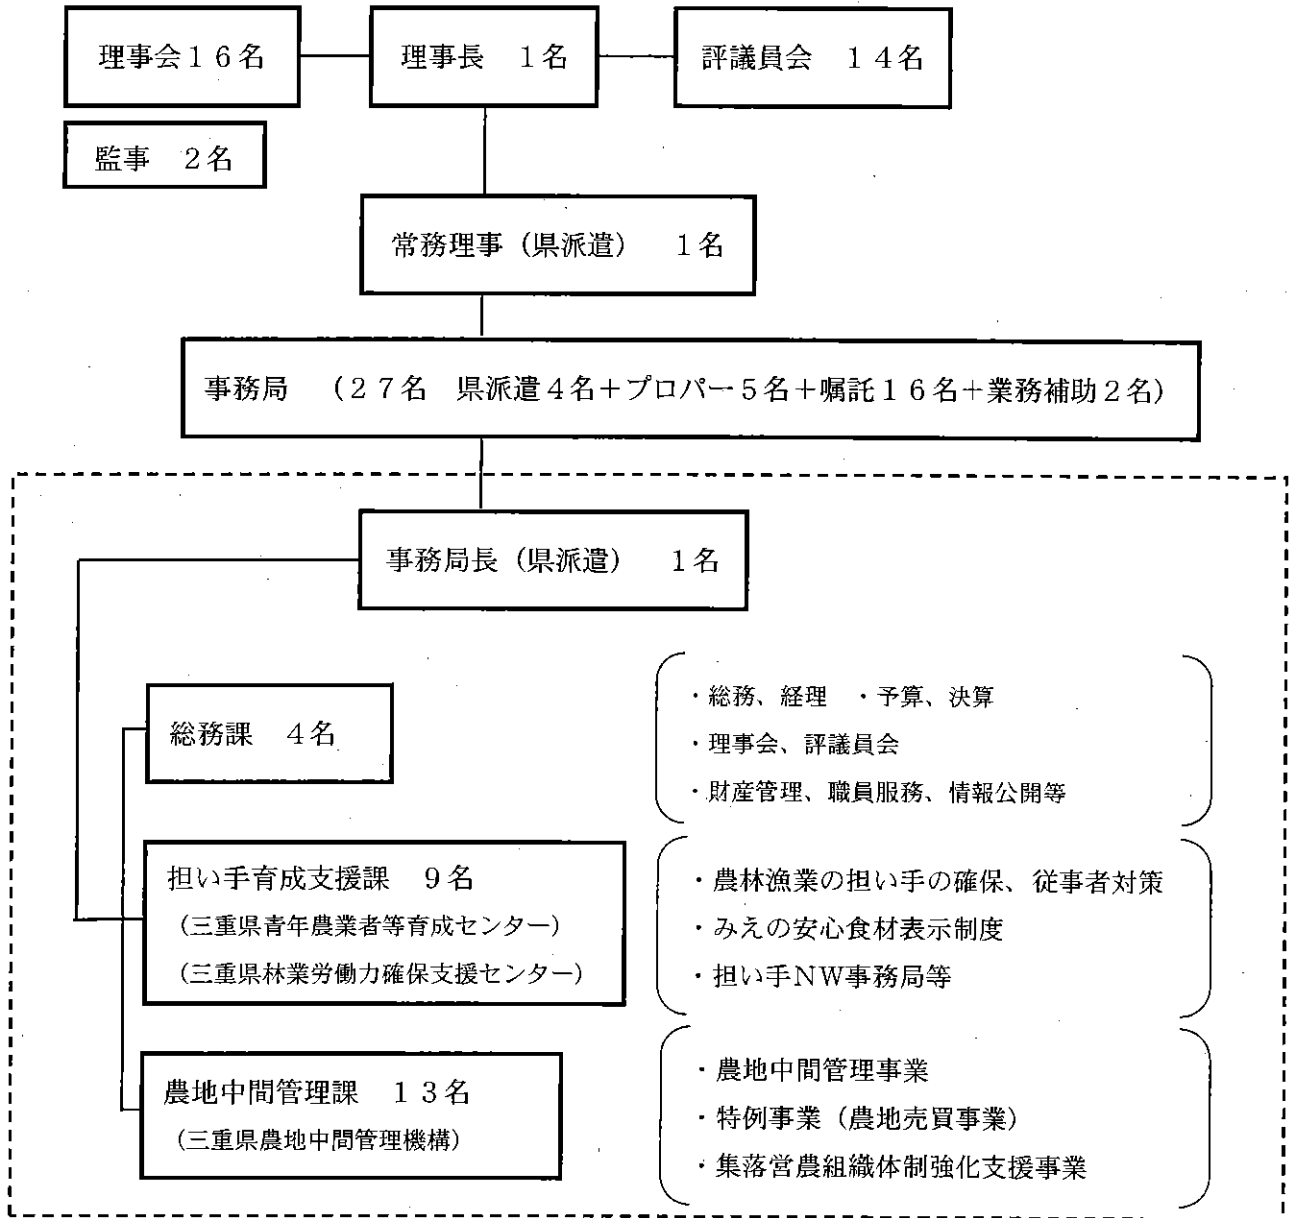 理事会１６名
理事長　１名
評議員会　１４名
監事　２名
常務理事（県派遣）　１名
事務局　（２７名　県派遣４名＋プロパー５名＋嘱託１６名＋業務補助２名）
事務局長（県派遣）　１名
総務課　４名
・総務、経理　・予算、決算
・理事会、評議員会
・財産管理、職員服務、情報公開等
担い手育成支援課　９名
（三重県青年農業者等育成センター）
（三重県林業労働力確保支援センター）
・農林漁業の担い手の確保、従事者対策
・みえの安心食材表示制度
・担い手NW事務局等
農地中間管理課　１３名
（三重県農地中間管理機構）
・農地中間管理事業
・特例事業（農地売買事業）
・集落営農組織体制強化支援事業